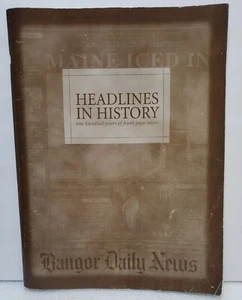 MAINE ICED IN
HEADLINES
IN HISTORY
one hundred years of front page news
Bangor Daily News